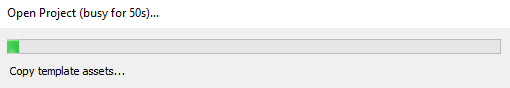 Open Project (busy for 50s)...
Copy template assets...